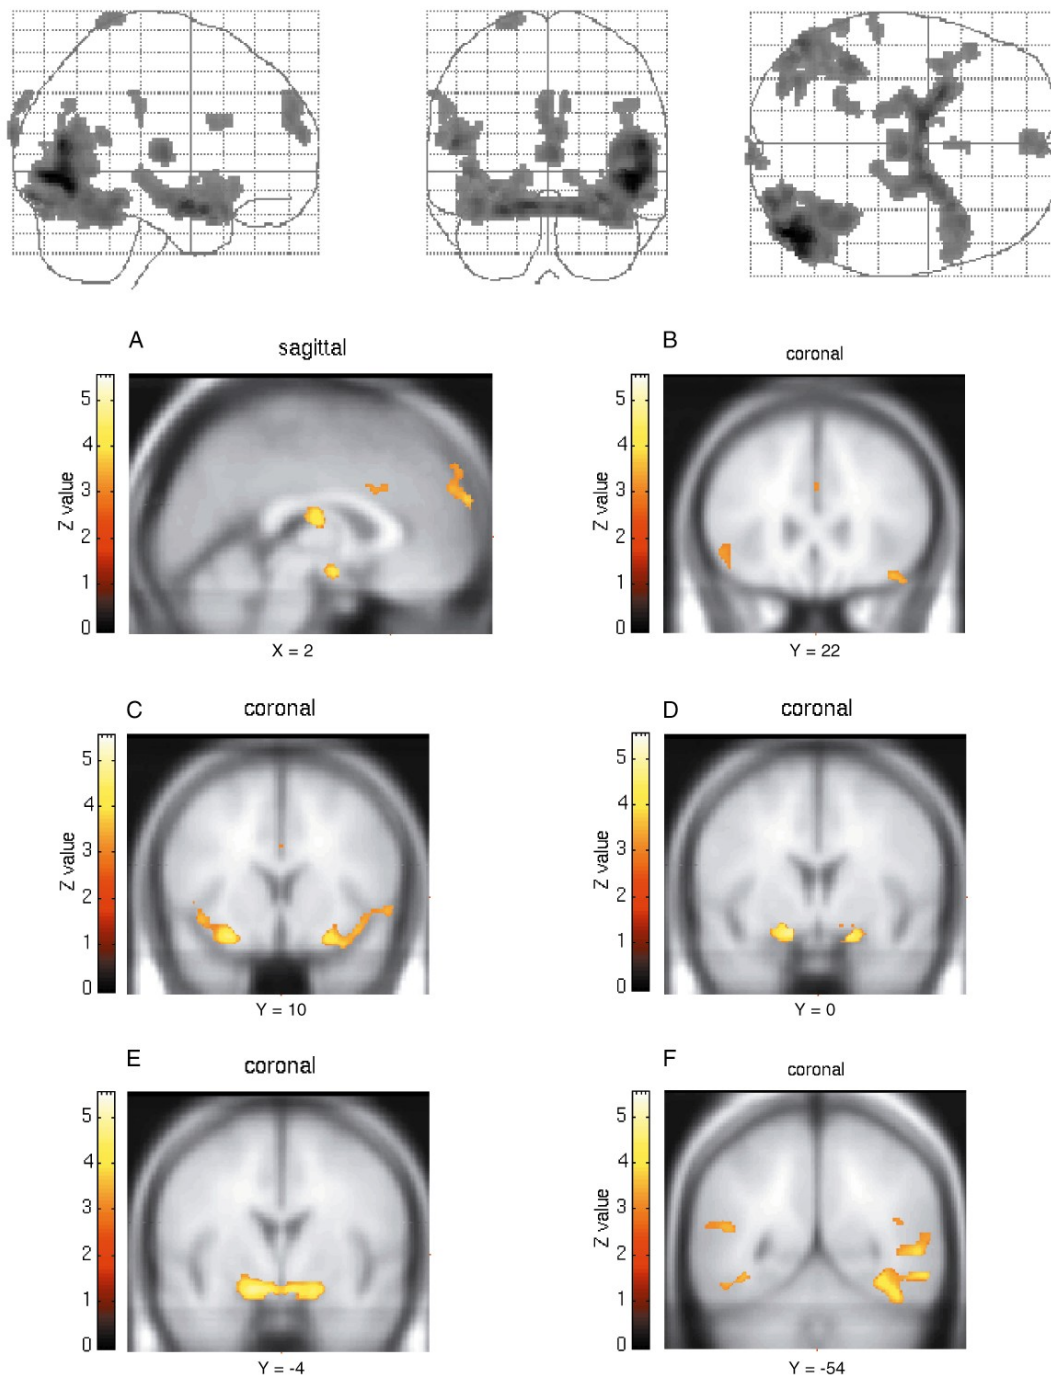 A
sagittal
5
4
3
2
1
0
Z value
X = 2
B
coronal
5
4
3
2
1
0
Z value
Y = 22
C
coronal
5
4
3
2
1
0
Z value
Y = 10
D
coronal
5
4
3
2
1
0
Z value
Y = 0
E
coronal
5
4
3
2
1
0
Z value
Y = -4
F
coronal
5
4
3
2
1
0
Z value
Y = -54